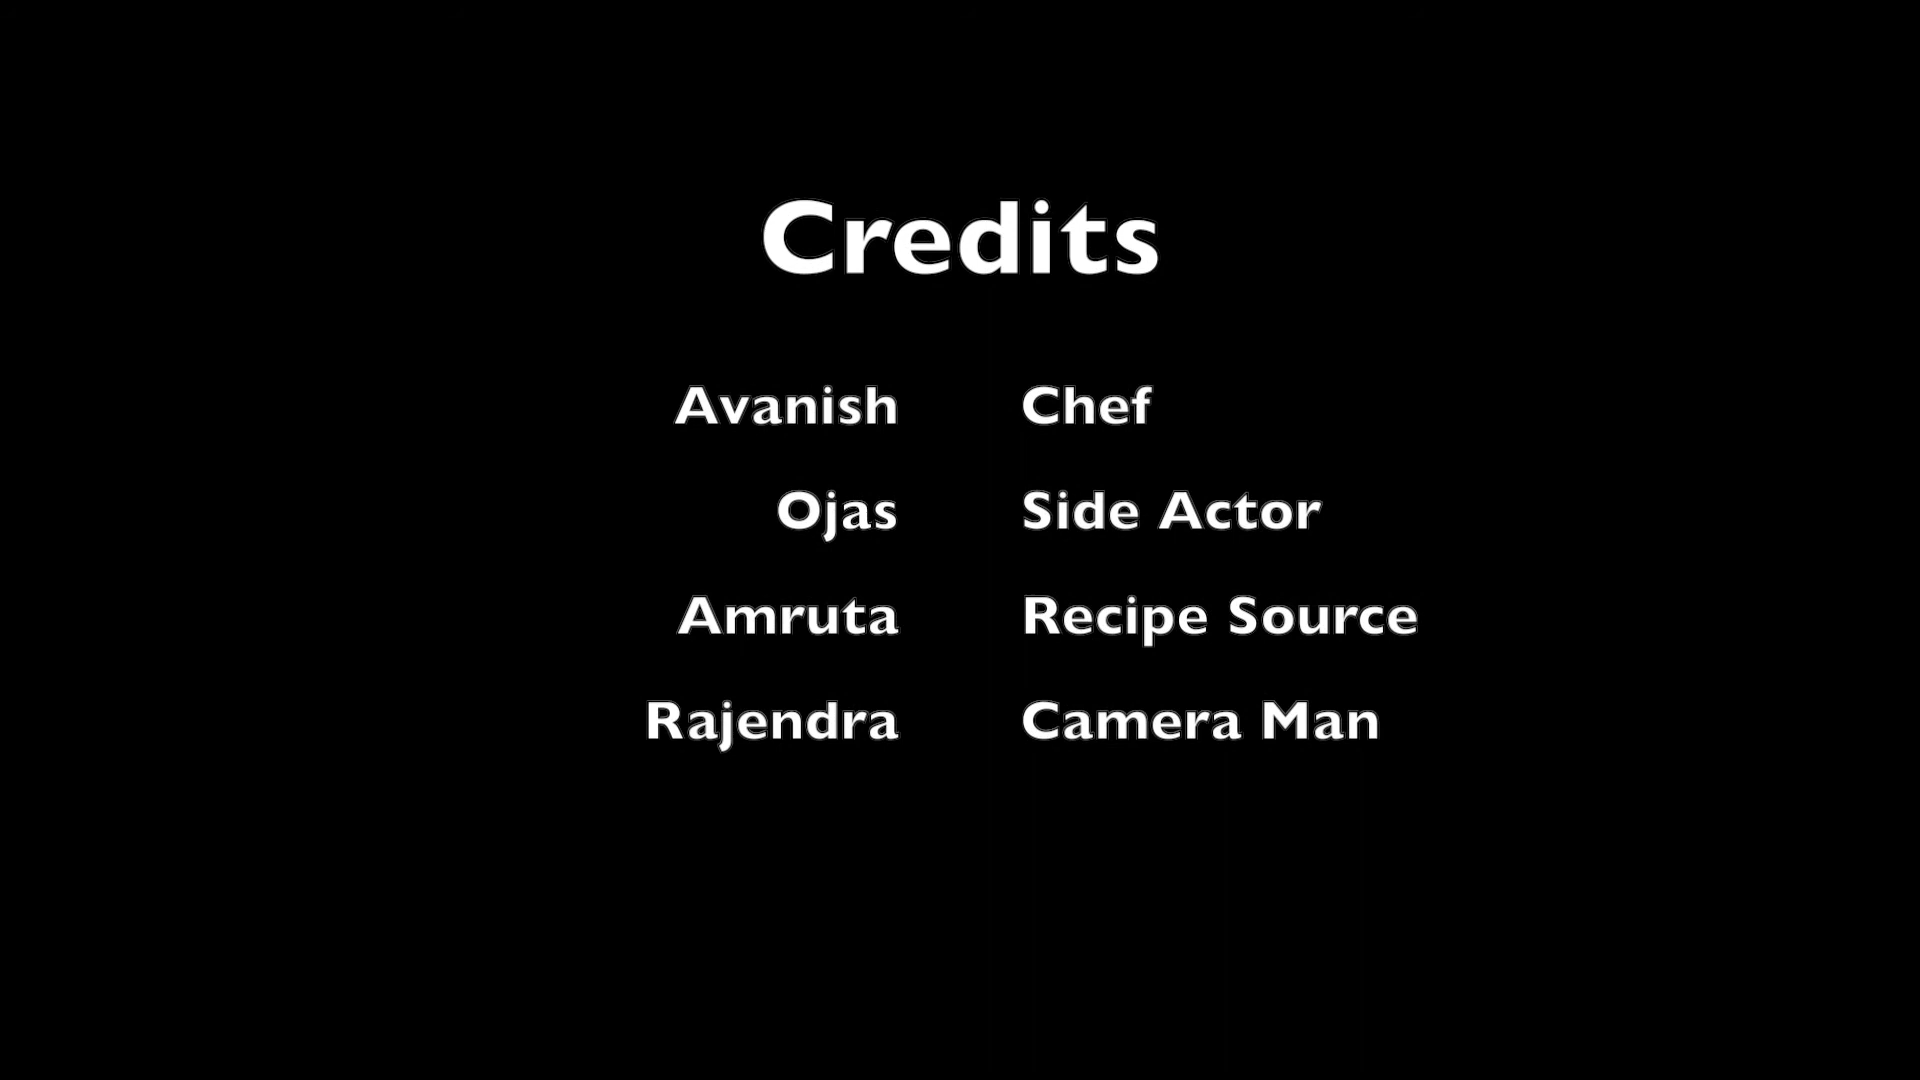 Credits
Avanish Chef
Ojas Side Actor
Amruta Recipe Source
Rajendra Camera Man